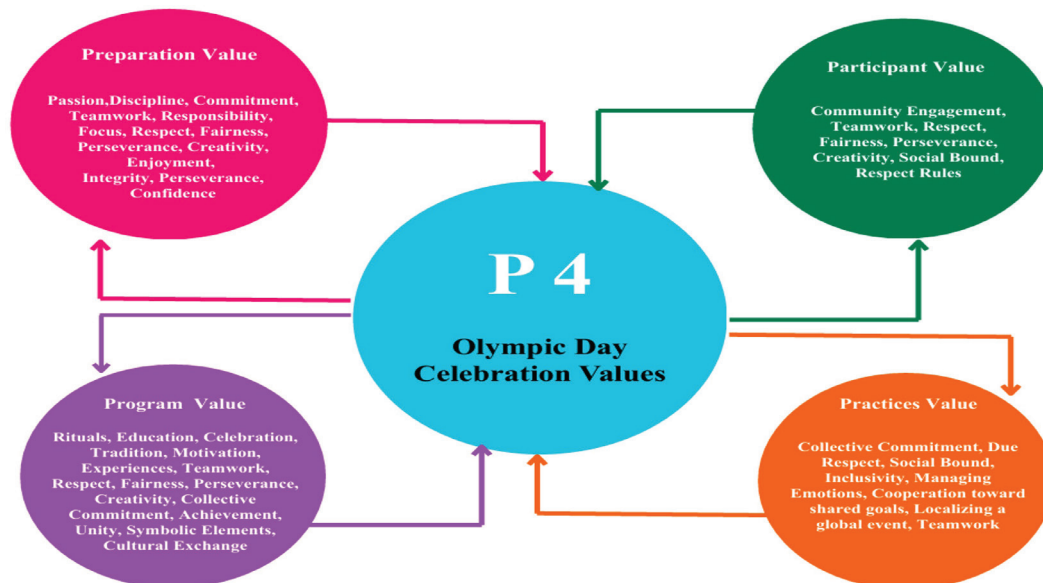 Preparation Value
Passion,Discipline, Commitment,
Teamwork, Responsibility,
Focus, Respect, Fairness,
Perseverance, Creativity,
Enjoyment,
Integrity, Perseverance,
Confidence
Participant Value
Community Engagement,
Teamwork, Respect,
Fairness, Perseverance,
Creativity, Social Bound,
Respect Rules
P 4
Olympic Day
Celebration Values
Program Value
Rituals, Education, Celebration,
Tradition, Motivation,
Experiences, Teamwork,
Respect, Fairness, Perseverance,
Creativity, Collective
Commitment, Achievement,
Unity, Symbolic Elements,
Cultural Exchange
Practices Value
Collective Commitment, Due
Respect, Social Bound,
Inclusivity, Managing
Emotions, Cooperation toward
shared goals, Localizing a
global event, Teamwork